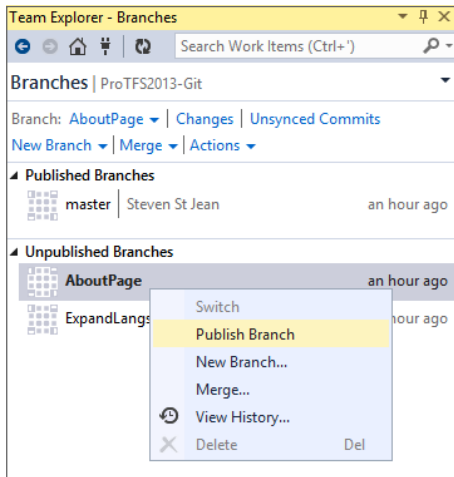 Team Explorer - Branches
Search Work Items (Ctrl+')
Branches | ProTFS2013-Git
Branch: AboutPage | Changes | Unsynced Commits
New Branch | Merge | Actions
Published Branches
master | Steven St Jean an hour ago
Unpublished Branches
AboutPage an hour ago
ExpandLangs hour ago
Switch
Publish Branch
New Branch...
Merge...
View History...
Delete Del